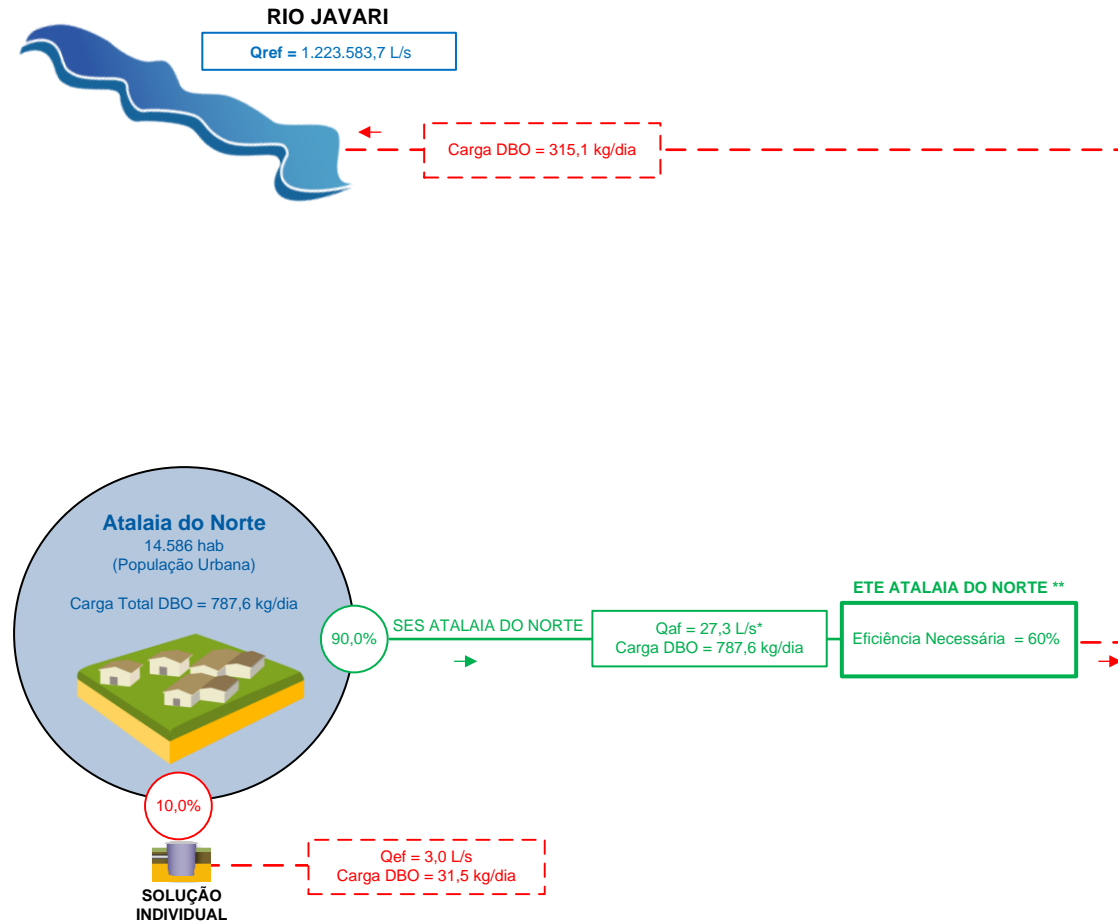 RIO JAVARI
Qref = 1.223.583,7 L/s
Carga DBO = 315,1 kg/dia
Atalaia do Norte
14.586 hab
(População Urbana)
Carga Total DBO = 787,6 kg/dia
90,0%
SES ATALAIA DO NORTE
Qaf = 27,3 L/s*
Carga DBO = 787,6 kg/dia
ETE ATALAIA DO NORTE **
Eficiência Necessária = 60%
10,0%
SOLUÇÃO
INDIVIDUAL
Qef = 3,0 L/s
Carga DBO = 31,5 kg/dia